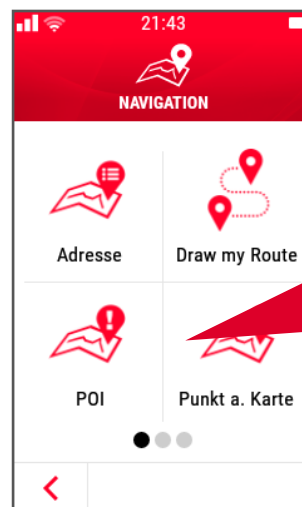 21:43
NAVIGATION
Adresse
Draw my Route
POI
Punkt a. Karte